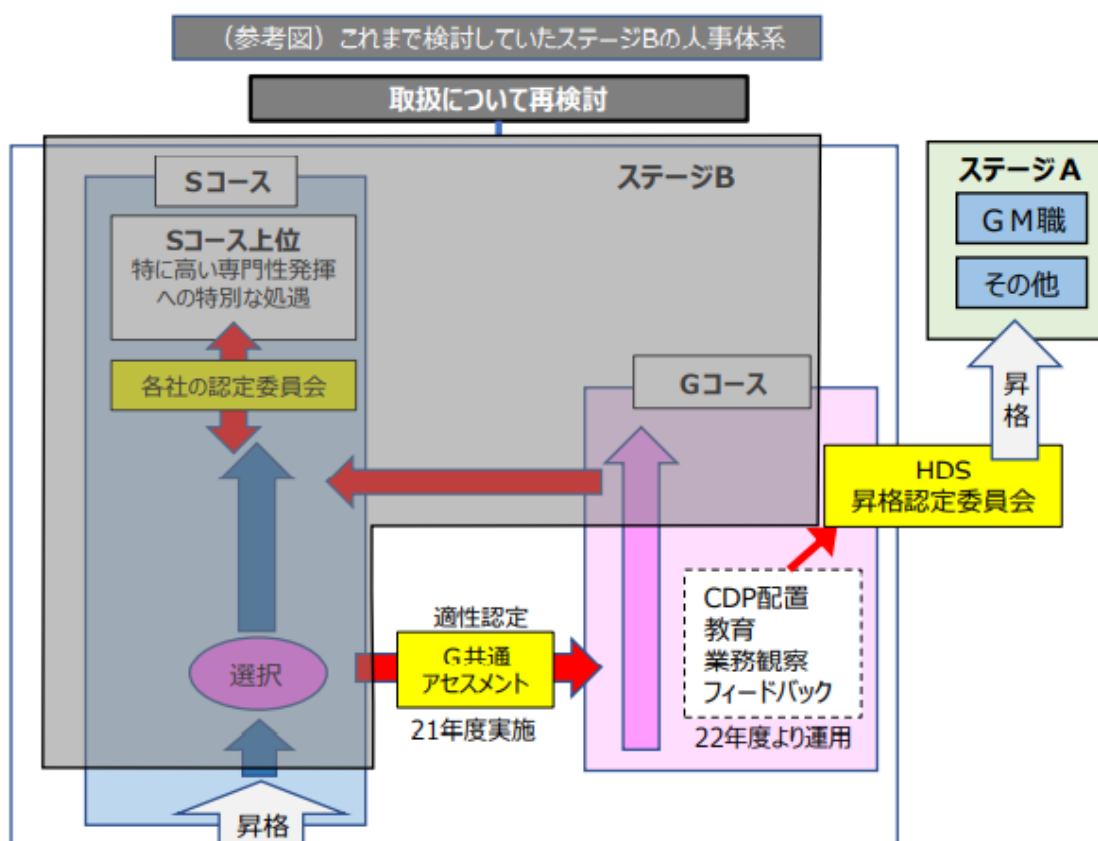 (参考図)これまで検討していたステージBの人事体系
取扱について再検討
Sコース
ステージB
ステージA
GM職
その他
Sコース上位
特に高い専門性発揮
への特別な処遇
各社の認定委員会
Gコース
昇格
HDS
昇格認定委員会
選択
適性認定
G共通
アセスメント
21年度実施
CDP配置
教育
業務観察
フィードバック
22年度より運用
昇格